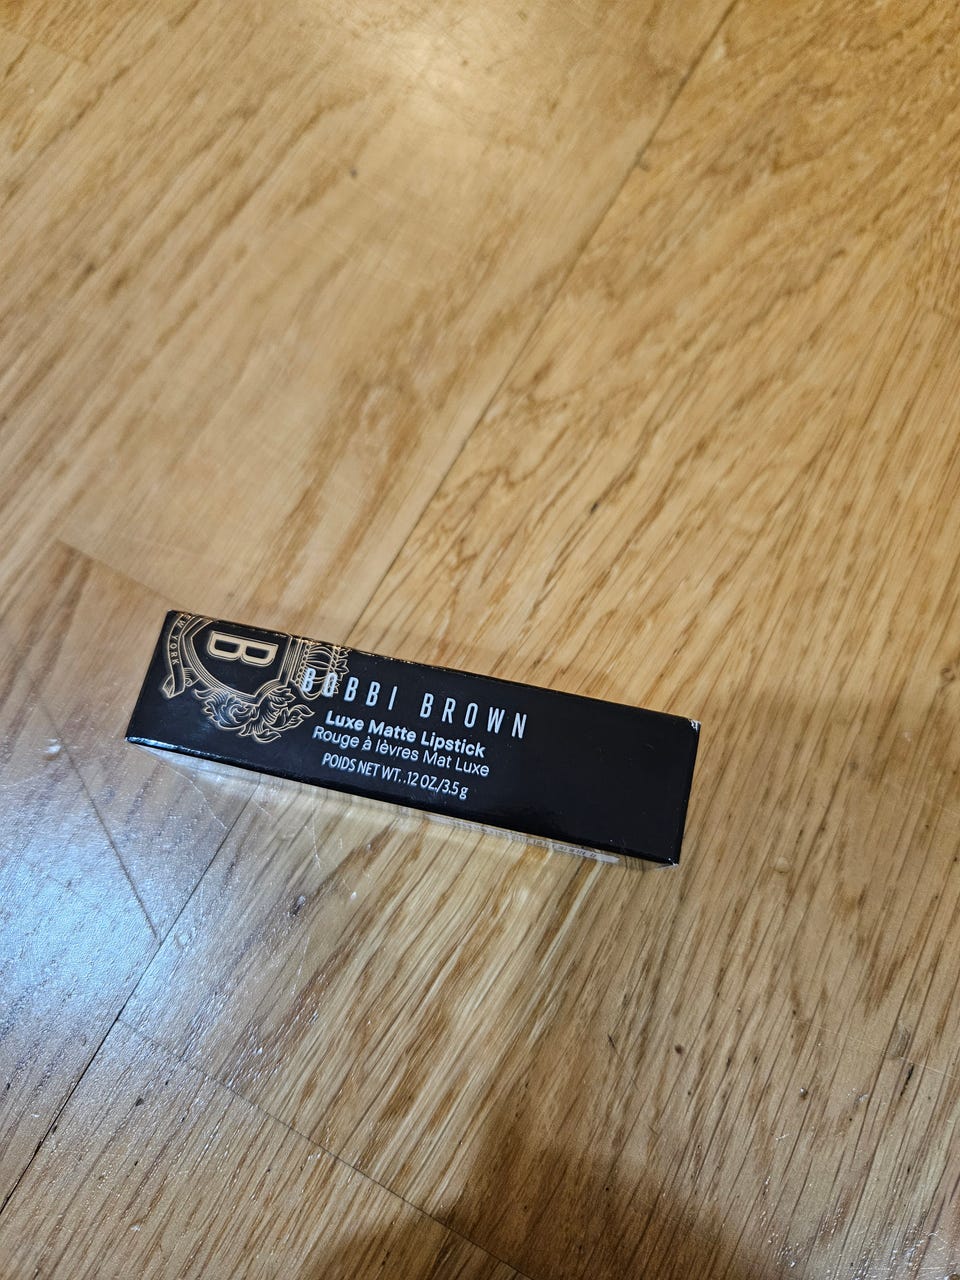 B
NEW YORK
BOBBI BROWN
Luxe Matte Lipstick
Rouge à lèvres Mat Luxe
POIDS NET WT. .12 OZ./3.5 g